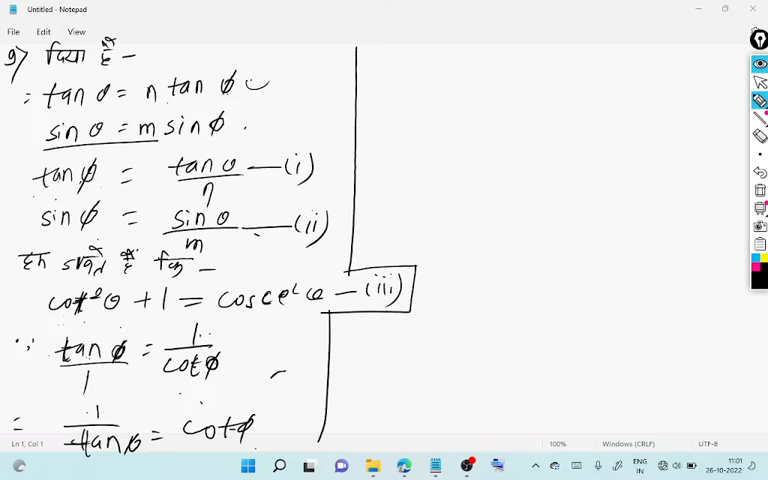 Untitled - Notepad
File Edit View
9) दिया है -
= tan θ = n tan ϕ
sin θ = m sin ϕ .
tan ϕ = tan θ / n —(i)
sin ϕ = sin θ / m —(ii)
हम जानते हैं कि -
cot² θ + 1 = cosec² θ — (iii)
∵ tan ϕ / 1 = 1 / cot ϕ
= 1 / tan ϕ = cot ϕ
Ln 1, Col 1 100% Windows (CRLF) UTF-8
ENG IN 11:01 26-10-2022